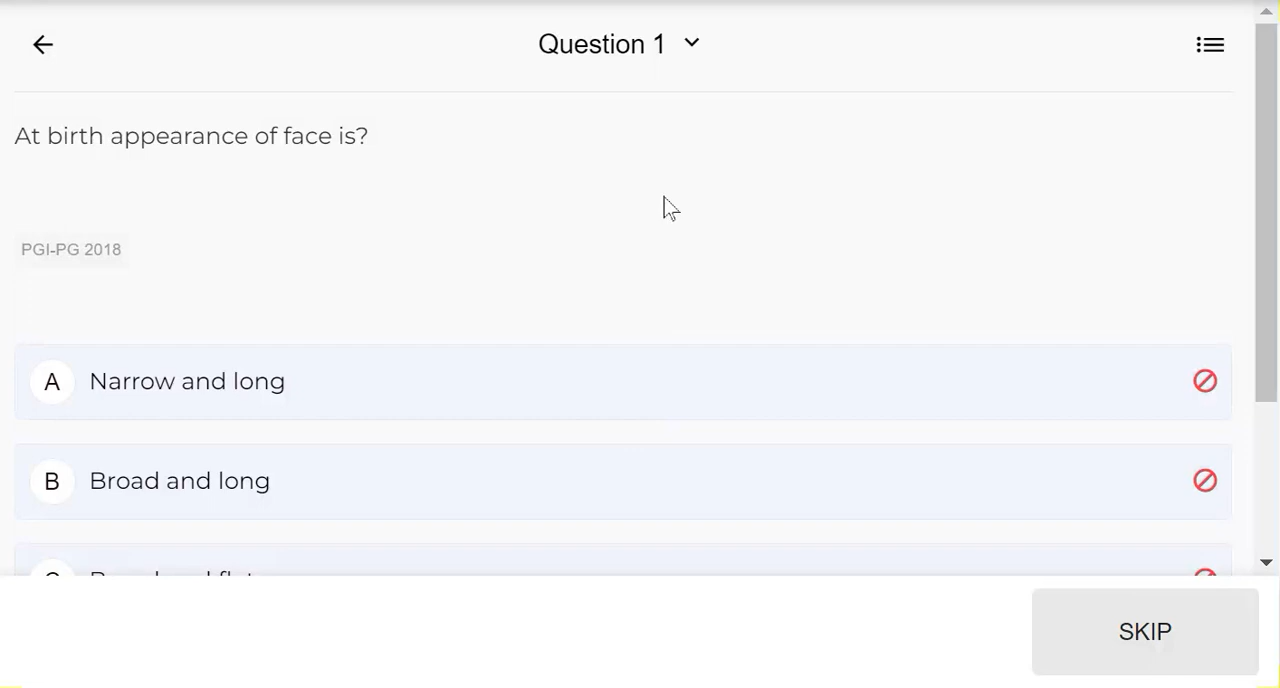 Question 1
At birth appearance of face is?
PGI-PG 2018
A Narrow and long
B Broad and long
SKIP